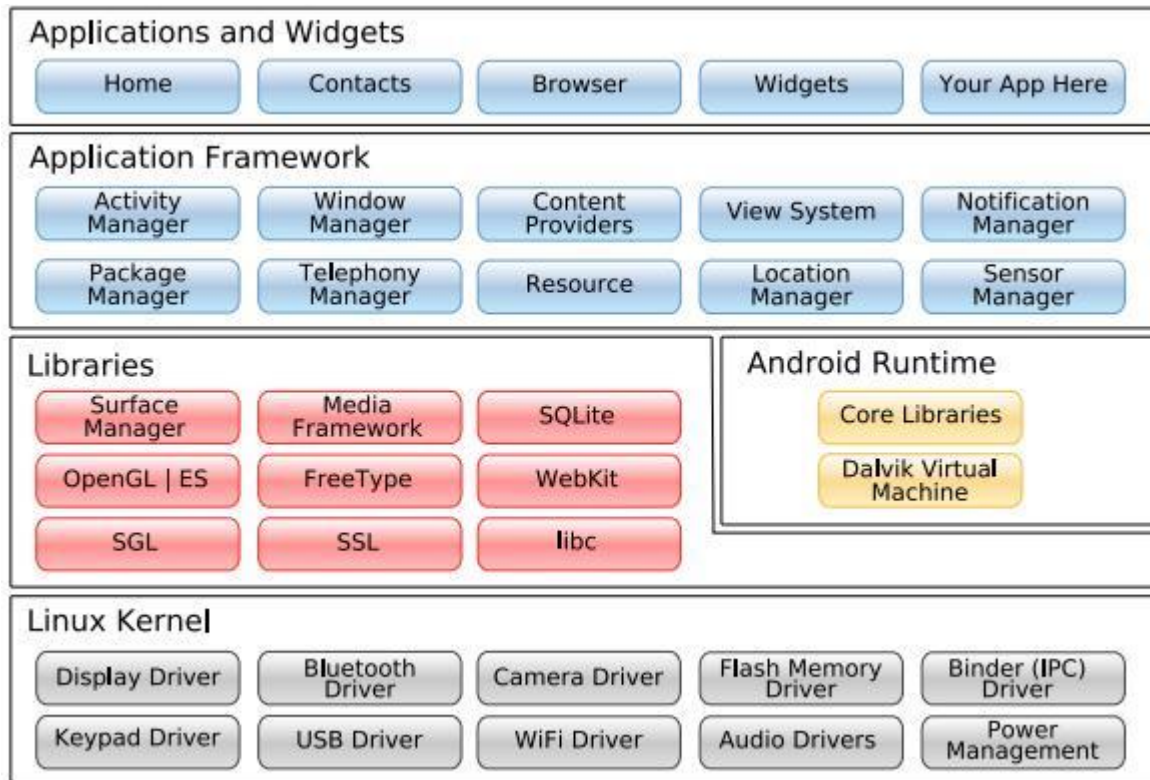 Applications and Widgets
Home
Contacts
Browser
Widgets
Your App Here
Application Framework
Activity
Manager
Window
Manager
Content
Providers
View System
Notification
Manager
Package
Manager
Telephony
Manager
Resource
Location
Manager
Sensor
Manager
Libraries
Surface
Manager
Media
Framework
SQLite
OpenGL | ES
FreeType
WebKit
SGL
SSL
libc
Android Runtime
Core Libraries
Dalvik Virtual
Machine
Linux Kernel
Display Driver
Bluetooth
Driver
Camera Driver
Flash Memory
Driver
Binder (IPC)
Driver
Keypad Driver
USB Driver
WiFi Driver
Audio Drivers
Power
Management